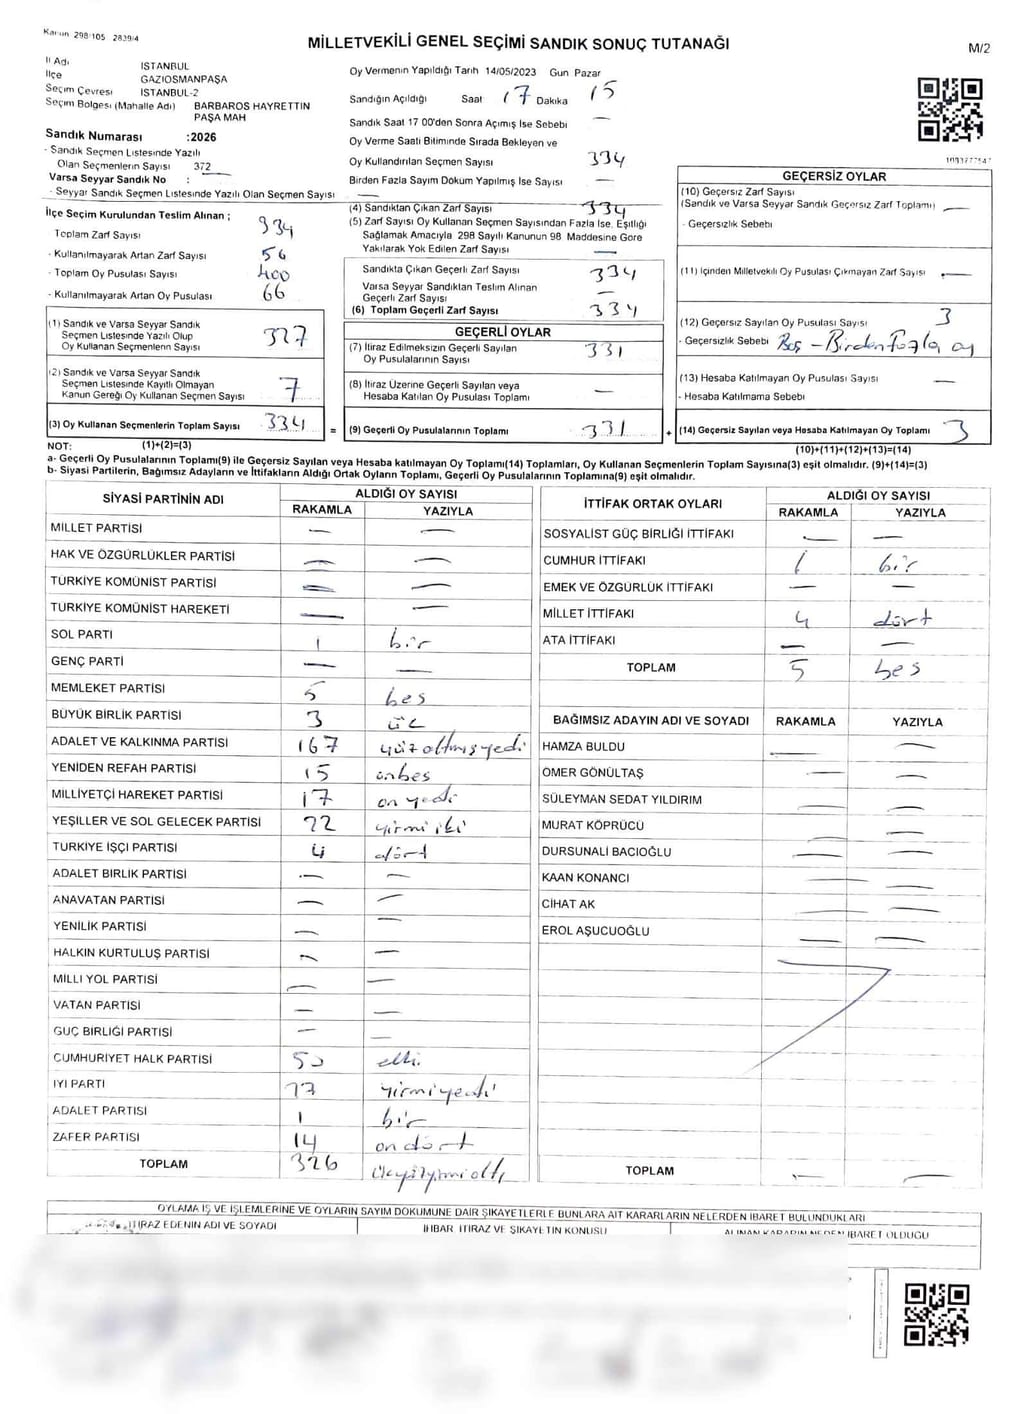 Kanun 298/105 2839/4
MİLLETVEKİLİ GENEL SEÇİMİ SANDIK SONUÇ TUTANAĞI
M/2
İl Adı İSTANBUL
İlçe GAZİOSMANPAŞA
Seçim Çevresi İSTANBUL-2
Seçim Bölgesi (Mahalle Adı) BARBAROS HAYRETTİN PAŞA MAH
Sandık Numarası :2026
- Sandık Seçmen Listesinde Yazılı
Olan Seçmenlerin Sayısı 372
Varsa Seyyar Sandık No :
- Seyyar Sandık Seçmen Listesinde Yazılı Olan Seçmen Sayısı —
İlçe Seçim Kurulundan Teslim Alınan ;
Toplam Zarf Sayısı 934
- Kullanılmayarak Artan Zarf Sayısı 56
- Toplam Oy Pusulası Sayısı 400
- Kullanılmayarak Artan Oy Pusulası 66
(1) Sandık ve Varsa Seyyar Sandık
Seçmen Listesinde Yazılı Olup
Oy Kullanan Seçmenlerin Sayısı 327
(2) Sandık ve Varsa Seyyar Sandık
Seçmen Listesinde Kayıtlı Olmayan
Kanun Gereği Oy Kullanan Seçmen Sayısı 7
(3) Oy Kullanan Seçmenlerin Toplam Sayısı 334
Oy Vermenin Yapıldığı Tarih 14/05/2023 Gün Pazar
Sandığın Açıldığı Saat 17 Dakika 15
Sandık Saat 17 00'den Sonra Açımış İse Sebebi —
Oy Verme Saati Bitiminde Sırada Bekleyen ve
Oy Kullandırılan Seçmen Sayısı 334
Birden Fazla Sayım Döküm Yapılmış İse Sayısı —
(4) Sandıktan Çıkan Zarf Sayısı 334
(5) Zarf Sayısı Oy Kullanan Seçmen Sayısından Fazla İse, Eşitliği
Sağlamak Amacıyla 298 Sayılı Kanunun 98 Maddesine Göre
Yakılarak Yok Edilen Zarf Sayısı —
Sandıkta Çıkan Geçerli Zarf Sayısı 334
Varsa Seyyar Sandıktan Teslim Alınan
Geçerli Zarf Sayısı —
(6) Toplam Geçerli Zarf Sayısı 334
GEÇERLİ OYLAR
(7) İtiraz Edilmeksizin Geçerli Sayılan
Oy Pusulalarının Sayısı 331
(8) İtiraz Üzerine Geçerli Sayılan veya
Hesaba Katılan Oy Pusulaları Toplamı —
= (9) Geçerli Oy Pusulalarının Toplamı 331
GEÇERSİZ OYLAR
(10) Geçersiz Zarf Sayısı
(Sandık ve Varsa Seyyar Sandık Geçersiz Zarf Toplamı) —
- Geçersizlik Sebebi
(11) İçinden Milletvekili Oy Pusulası Çıkmayan Zarf Sayısı —
(12) Geçersiz Sayılan Oy Pusulası Sayısı 3
- Geçersizlik Sebebi Boş - Birden Fazla oy
(13) Hesaba Katılmayan Oy Pusulası Sayısı —
- Hesaba Katılmama Sebebi
+ (14) Geçersiz Sayılan veya Hesaba Katılmayan Oy Toplamı 3
NOT: (1)+(2)=(3)
(10)+(11)+(12)+(13)=(14)
a- Geçerli Oy Pusulalarının Toplamı(9) ile Geçersiz Sayılan veya Hesaba katılmayan Oy Toplamı(14) Toplamları, Oy Kullanan Seçmenlerin Toplam Sayısına(3) eşit olmalıdır. (9)+(14)=(3)
b- Siyasi Partilerin, Bağımsız Adayların ve İttifakların Aldığı Ortak Oyların Toplamı, Geçerli Oy Pusulalarının Toplamına(9) eşit olmalıdır.
SİYASİ PARTİNİN ADI ALDIĞI OY SAYISI
RAKAMLA YAZIYLA
MİLLET PARTİSİ — —
HAK VE ÖZGÜRLÜKLER PARTİSİ — —
TÜRKİYE KOMÜNİST PARTİSİ — —
TÜRKİYE KOMÜNİST HAREKETİ — —
SOL PARTİ 1 bir
GENÇ PARTİ — —
MEMLEKET PARTİSİ 5 bes
BÜYÜK BİRLİK PARTİSİ 3 üç
ADALET VE KALKINMA PARTİSİ 167 yüz altmış yedi
YENİDEN REFAH PARTİSİ 15 onbes
MİLLİYETÇİ HAREKET PARTİSİ 17 on yedi
YEŞİLLER VE SOL GELECEK PARTİSİ 22 yirmi iki
TÜRKİYE İŞÇİ PARTİSİ 4 dört
ADALET BİRLİK PARTİSİ — —
ANAVATAN PARTİSİ — —
YENİLİK PARTİSİ — —
HALKIN KURTULUŞ PARTİSİ — —
MİLLİ YOL PARTİSİ — —
VATAN PARTİSİ — —
GÜÇ BİRLİĞİ PARTİSİ — —
CUMHURİYET HALK PARTİSİ 50 elli
İYİ PARTİ 27 yirmi yedi
ADALET PARTİSİ 1 bir
ZAFER PARTİSİ 14 on dört
TOPLAM 326 üçyüzyirmi altı
İTTİFAK ORTAK OYLARI ALDIĞI OY SAYISI
RAKAMLA YAZIYLA
SOSYALİST GÜÇ BİRLİĞİ İTTİFAKI — —
CUMHUR İTTİFAKI 1 bir
EMEK VE ÖZGÜRLÜK İTTİFAKI — —
MİLLET İTTİFAKI 4 dört
ATA İTTİFAKI — —
TOPLAM 5 bes
BAĞIMSIZ ADAYIN ADI VE SOYADI RAKAMLA YAZIYLA
HAMZA BULDU — —
ÖMER GÖNÜLTAŞ — —
SÜLEYMAN SEDAT YILDIRIM — —
MURAT KÖPRÜCÜ — —
DURSUNALİ BACIOĞLU — —
KAAN KONANCI — —
CİHAT AK — —
EROL AŞUCUOĞLU — —
TOPLAM — —
OYLAMA İŞ VE İŞLEMLERİNE VE OYLARIN SAYIM DÖKÜMÜNE DAİR ŞİKAYETLERLE BUNLARA AİT KARARLARIN NELERDEN İBARET BULUNDUKLARI
İTİRAZ EDENİN ADI VE SOYADI
İHBAR İTİRAZ VE ŞİKAYETİN KONUSU
ALINAN KARARIN NEDEN İBARET OLDUĞU